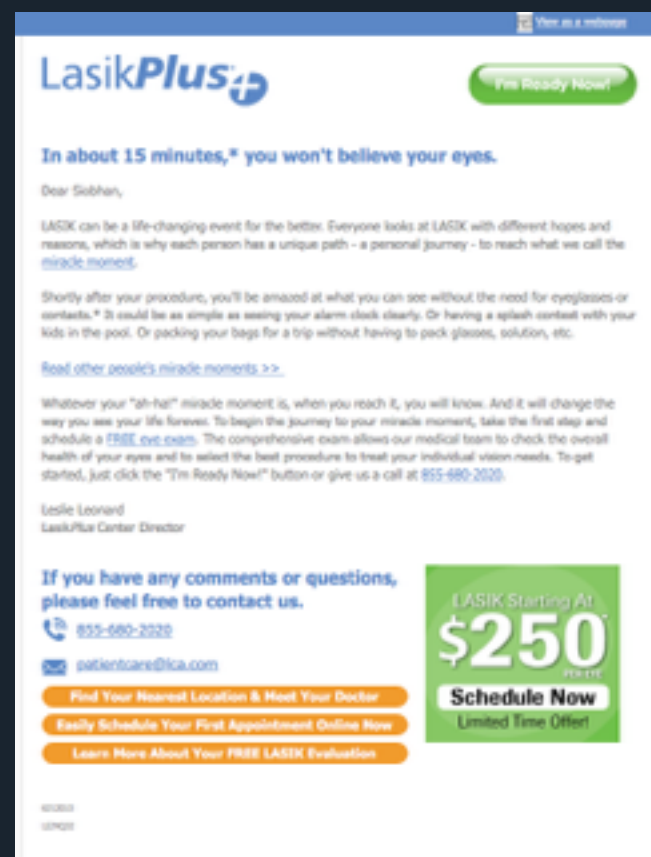 View as a webpage
LasikPlus+
I'm Ready Now!
In about 15 minutes,* you won't believe your eyes.
Dear Siobhan,
LASIK can be a life-changing event for the better. Everyone looks at LASIK with different hopes and
reasons, which is why each person has a unique path - a personal journey - to reach what we call the
miracle moment.
Shortly after your procedure, you'll be amazed at what you can see without the need for eyeglasses or
contacts.* It could be as simple as seeing your alarm clock clearly. Or having a splash contest with your
kids in the pool. Or packing your bags for a trip without having to pack glasses, solution, etc.
Read other people's miracle moments >>
Whatever your "ah-ha!" miracle moment is, when you reach it, you will know. And it will change the
way you see your life forever. To begin the journey to your miracle moment, take the first step and
schedule a FREE eye exam. The comprehensive exam allows our medical team to check the overall
health of your eyes and to select the best procedure to treat your individual vision needs. To get
started, just click the "I'm Ready Now!" button or give us a call at 855-680-2020.
Leslie Leonard
LasikPlus Center Director
If you have any comments or questions,
please feel free to contact us.
855-680-2020
patientcare@lca.com
Find Your Nearest Location & Meet Your Doctor
Easily Schedule Your First Appointment Online Now
Learn More About Your FREE LASIK Evaluation
LASIK Starting At
$250*
PER EYE
Schedule Now
Limited Time Offer!